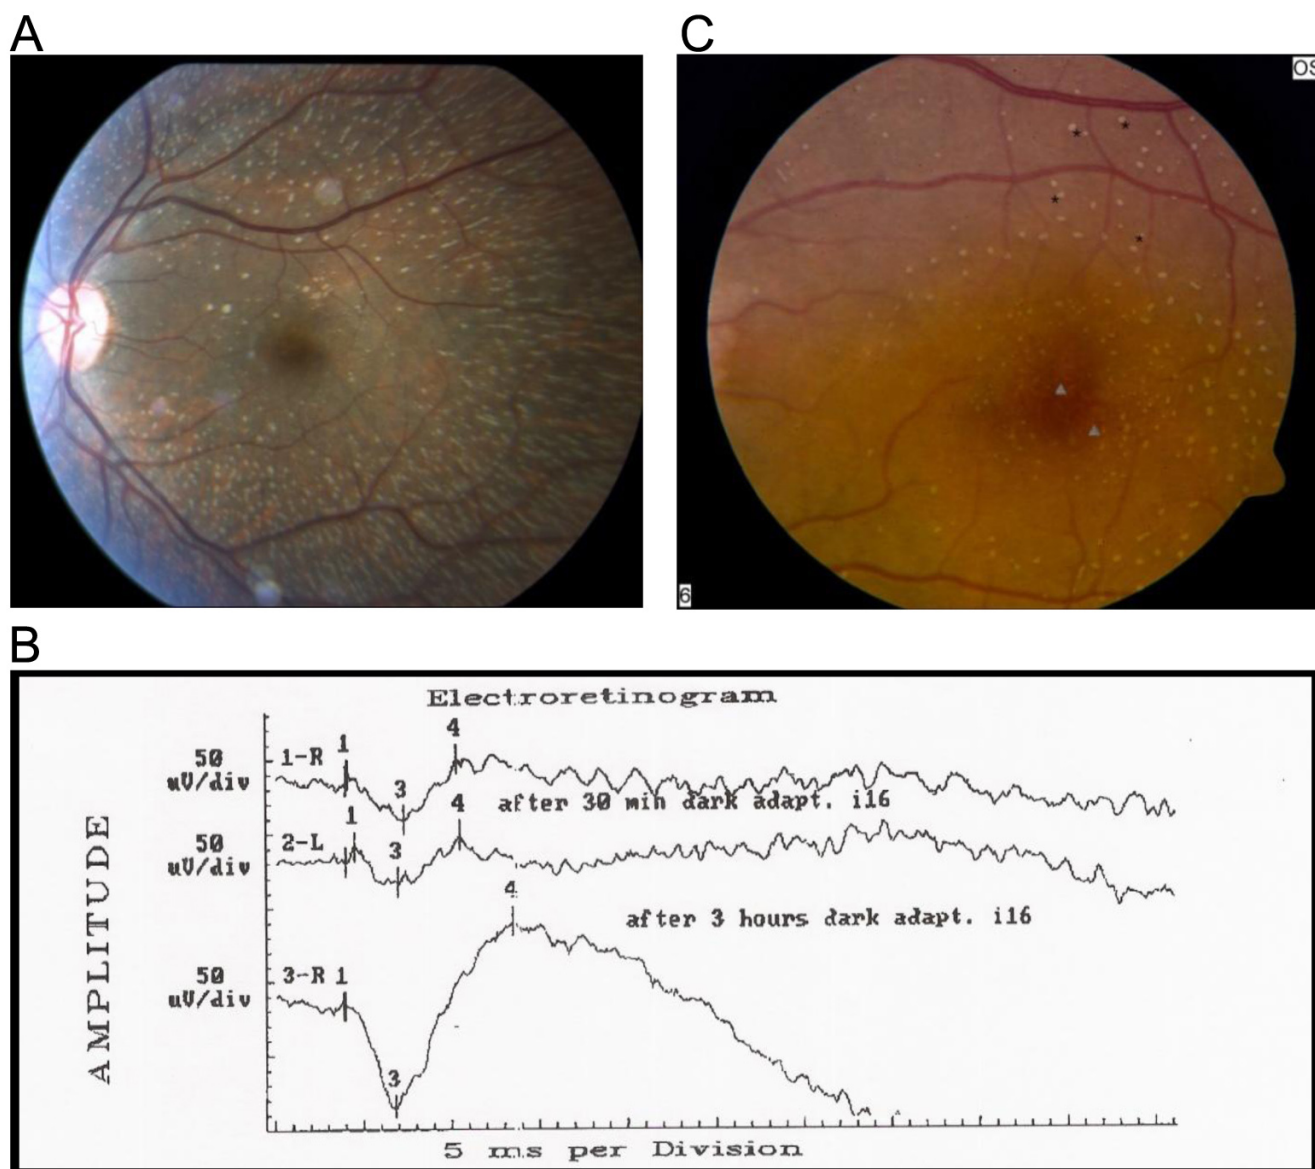 A
C
OS
6
B
Electroretinogram
50
uV/div
1-R
1
3
4
after 30 min dark adapt. i16
50
uV/div
2-L
1
3
4
after 3 hours dark adapt. i16
50
uV/div
3-R
1
3
4
AMPLITUDE
5 ms per Division